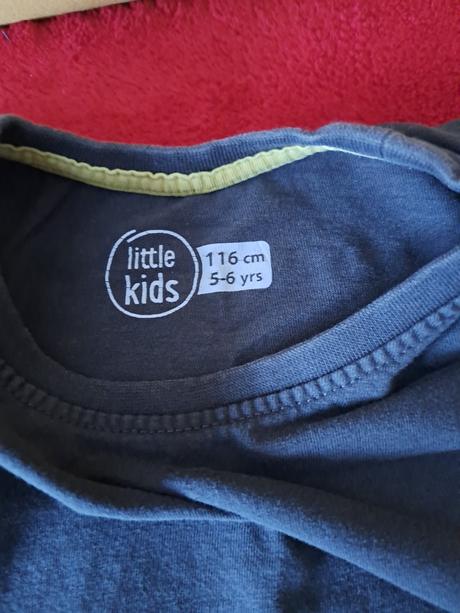 little
kids
116 cm
5-6 yrs